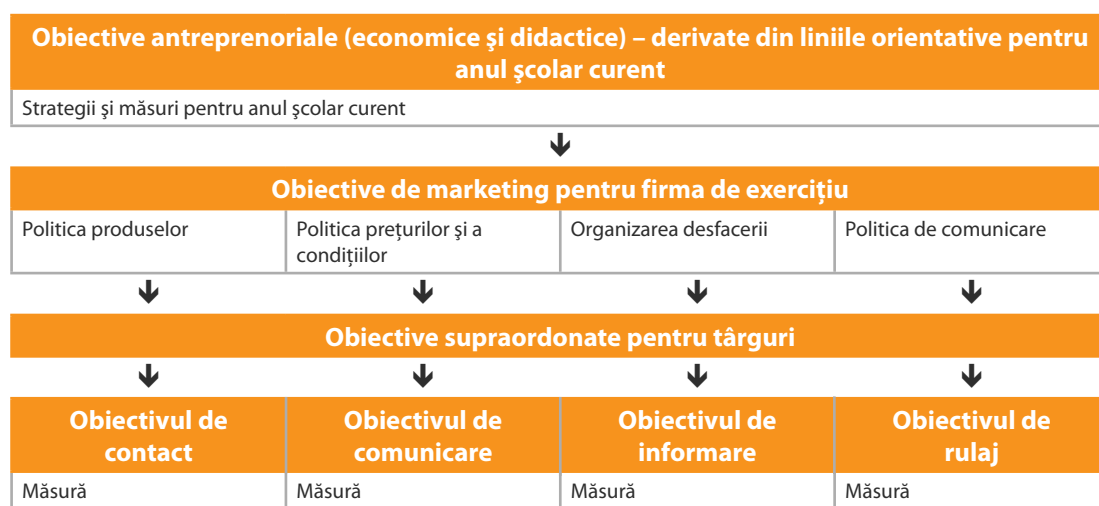 Obiective antreprenoriale (economice şi didactice) – derivate din liniile orientative pentru
anul şcolar curent
Strategii şi măsuri pentru anul şcolar curent
Obiective de marketing pentru firma de exerciţiu
Politica produselor
Politica preţurilor şi a
condiţiilor
Organizarea desfacerii
Politica de comunicare
Obiective supraordonate pentru târguri
Obiectivul de
contact
Obiectivul de
comunicare
Obiectivul de
informare
Obiectivul de
rulaj
Măsură
Măsură
Măsură
Măsură